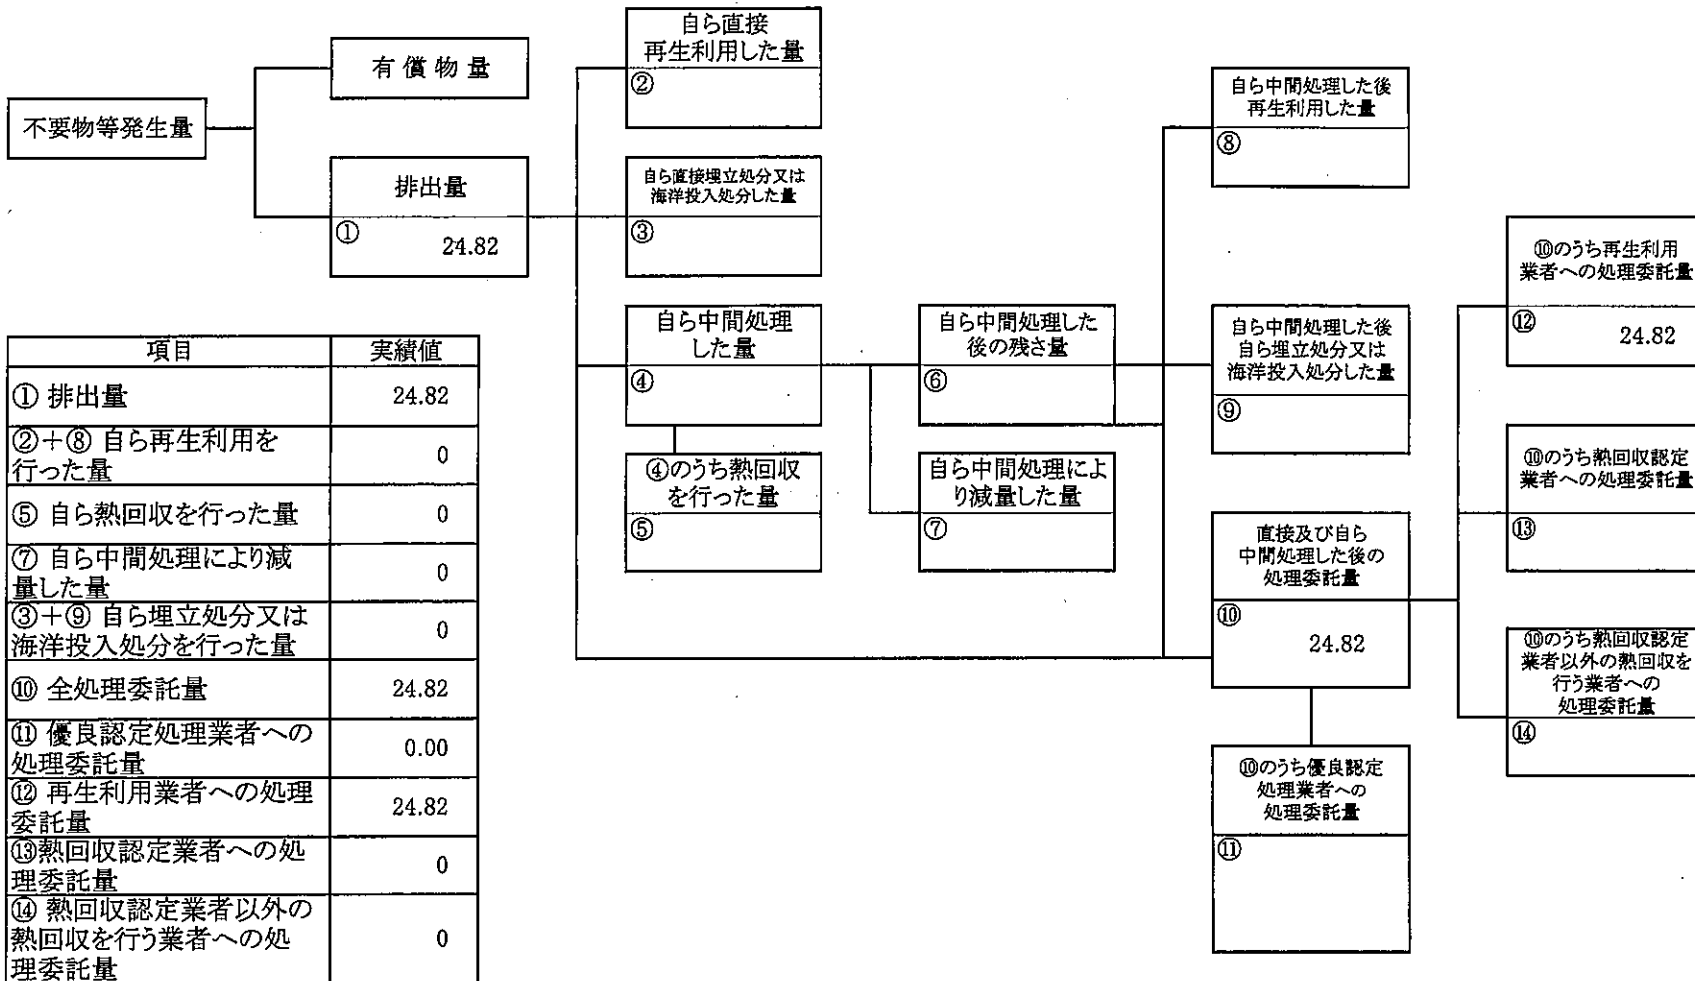 不要物等発生量
有償物量
排出量
①
24.82
自ら直接
再生利用した量
②
自ら直接埋立処分又は
海洋投入処分した量
③
自ら中間処理
した量
④
④のうち熱回収
を行った量
⑤
自ら中間処理した
後の残さ量
⑥
自ら中間処理によ
り減量した量
⑦
自ら中間処理した後
再生利用した量
⑧
自ら中間処理した後
自ら埋立処分又は
海洋投入処分した量
⑨
直接及び自ら
中間処理した後の
処理委託量
⑩
24.82
⑩のうち優良認定
処理業者への
処理委託量
⑪
⑩のうち再生利用
業者への処理委託量
⑫
24.82
⑩のうち熱回収認定
業者への処理委託量
⑬
⑩のうち熱回収認定
業者以外の熱回収を
行う業者への
処理委託量
⑭
項目 実績値
① 排出量 24.82
②+⑧ 自ら再生利用を
行った量 0
⑤ 自ら熱回収を行った量 0
⑦ 自ら中間処理により減
量した量 0
③+⑨ 自ら埋立処分又は
海洋投入処分を行った量 0
⑩ 全処理委託量 24.82
⑪ 優良認定処理業者への
処理委託量 0.00
⑫ 再生利用業者への処理
委託量 24.82
⑬熱回収認定業者への処
理委託量 0
⑭ 熱回収認定業者以外の
熱回収を行う業者への処
理委託量 0